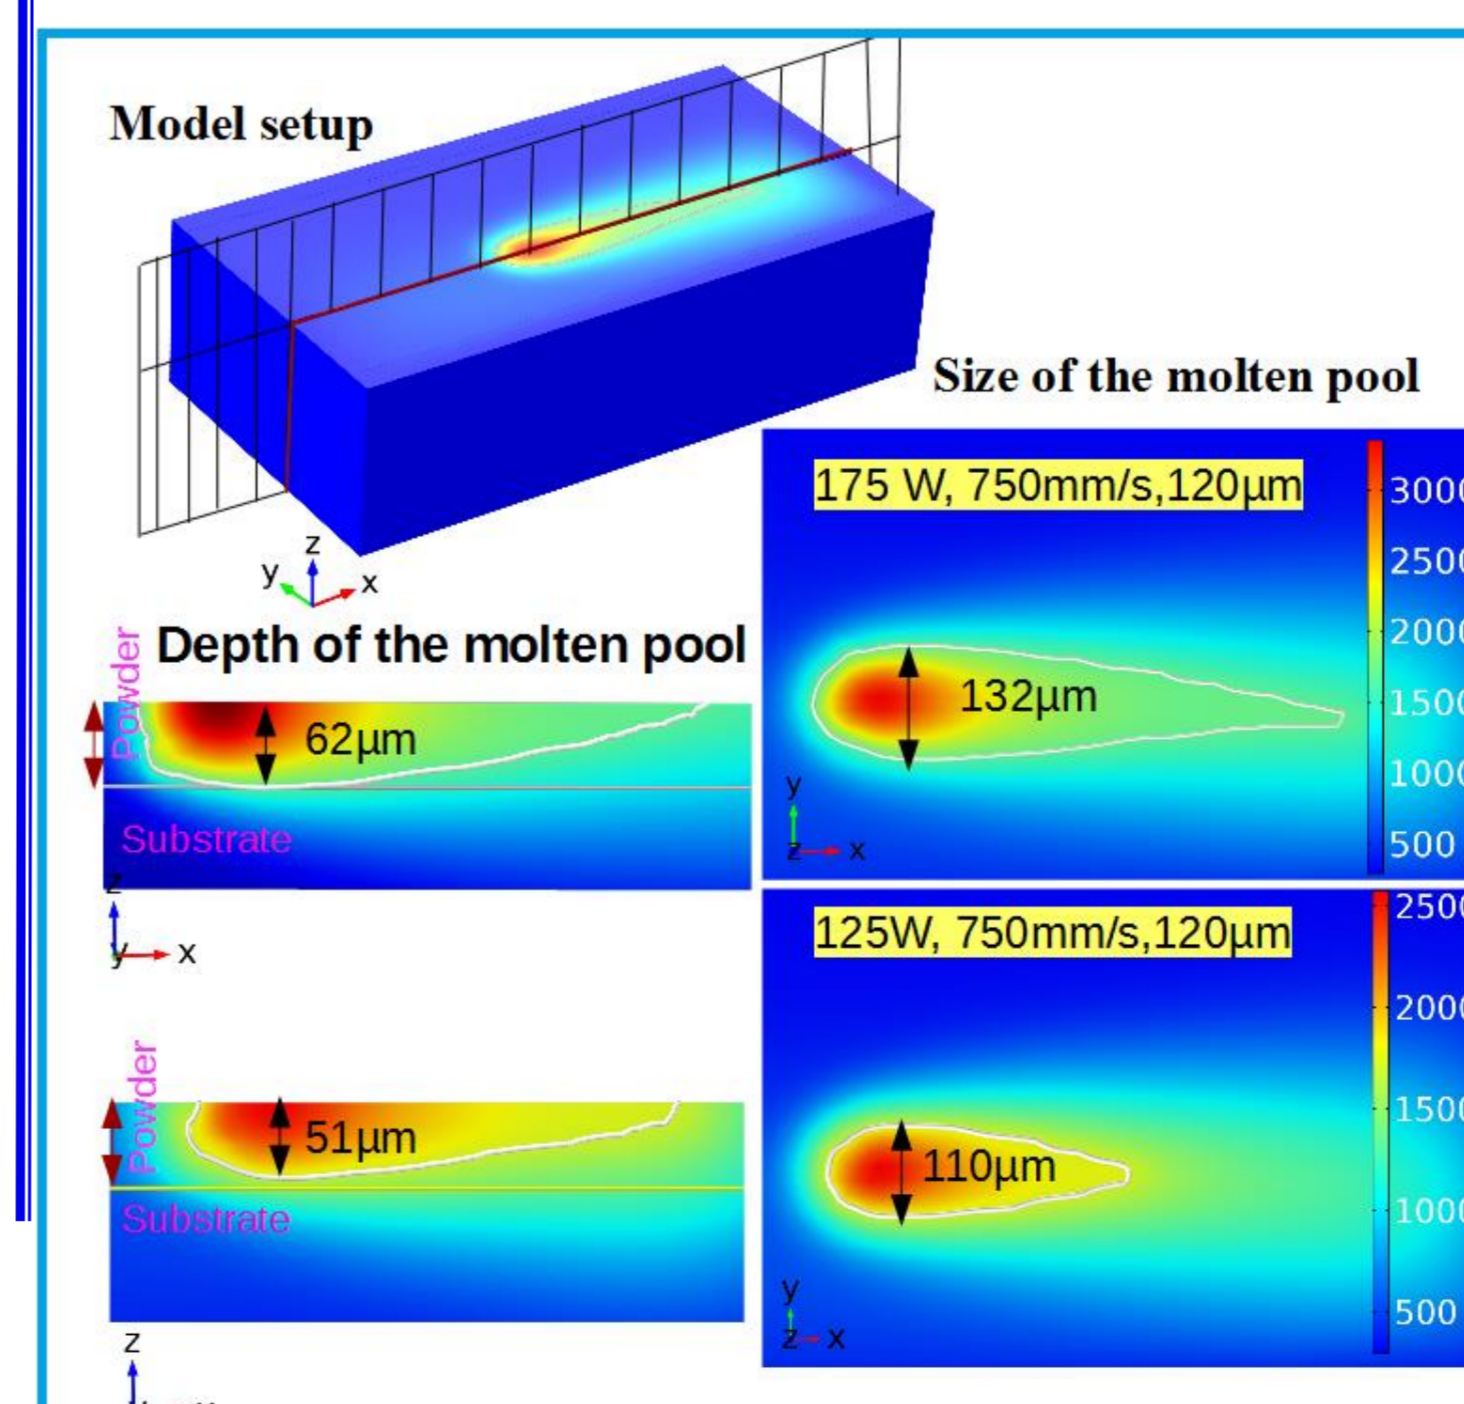 Model setup
z
y
x
Size of the molten pool
175 W, 750mm/s,120µm
3000
2500
2000
1500
1000
500
132µm
y
z
x
Depth of the molten pool
Powder
62µm
Substrate
z
y
x
125W, 750mm/s,120µm
2500
2000
1500
1000
500
110µm
y
z
x
Powder
51µm
Substrate
z